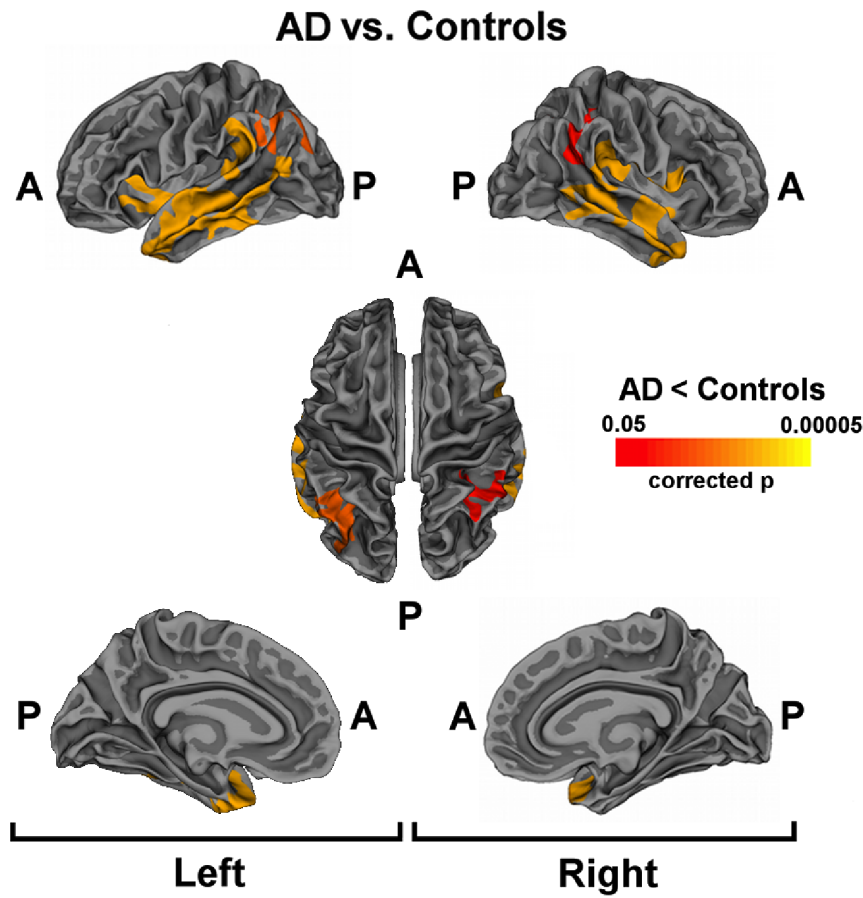 AD vs. Controls
A P P A
A
AD < Controls
0.05 0.00005
corrected p
P
P A A P
Left Right